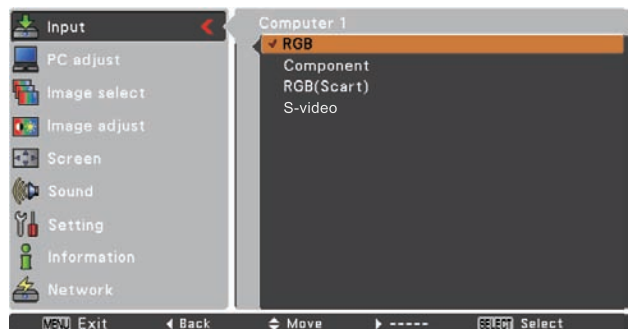 Input
PC adjust
Image select
Image adjust
Screen
Sound
Setting
Information
Network
Computer 1
RGB
Component
RGB(Scart)
S-video
MENU Exit Back Move ----- SELECT Select